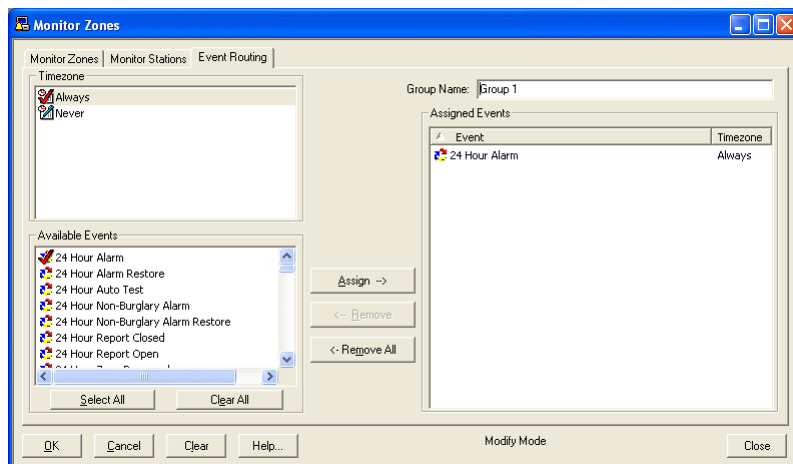 Monitor Zones
Monitor Zones
Monitor Stations
Event Routing
Timezone
Always
Never
Group Name: Group 1
Assigned Events
Event Timezone
24 Hour Alarm Always
Available Events
24 Hour Alarm
24 Hour Alarm Restore
24 Hour Auto Test
24 Hour Non-Burglary Alarm
24 Hour Non-Burglary Alarm Restore
24 Hour Report Closed
24 Hour Report Open
Select All
Clear All
Assign -->
<-- Remove
<- Remove All
OK
Cancel
Clear
Help...
Modify Mode
Close